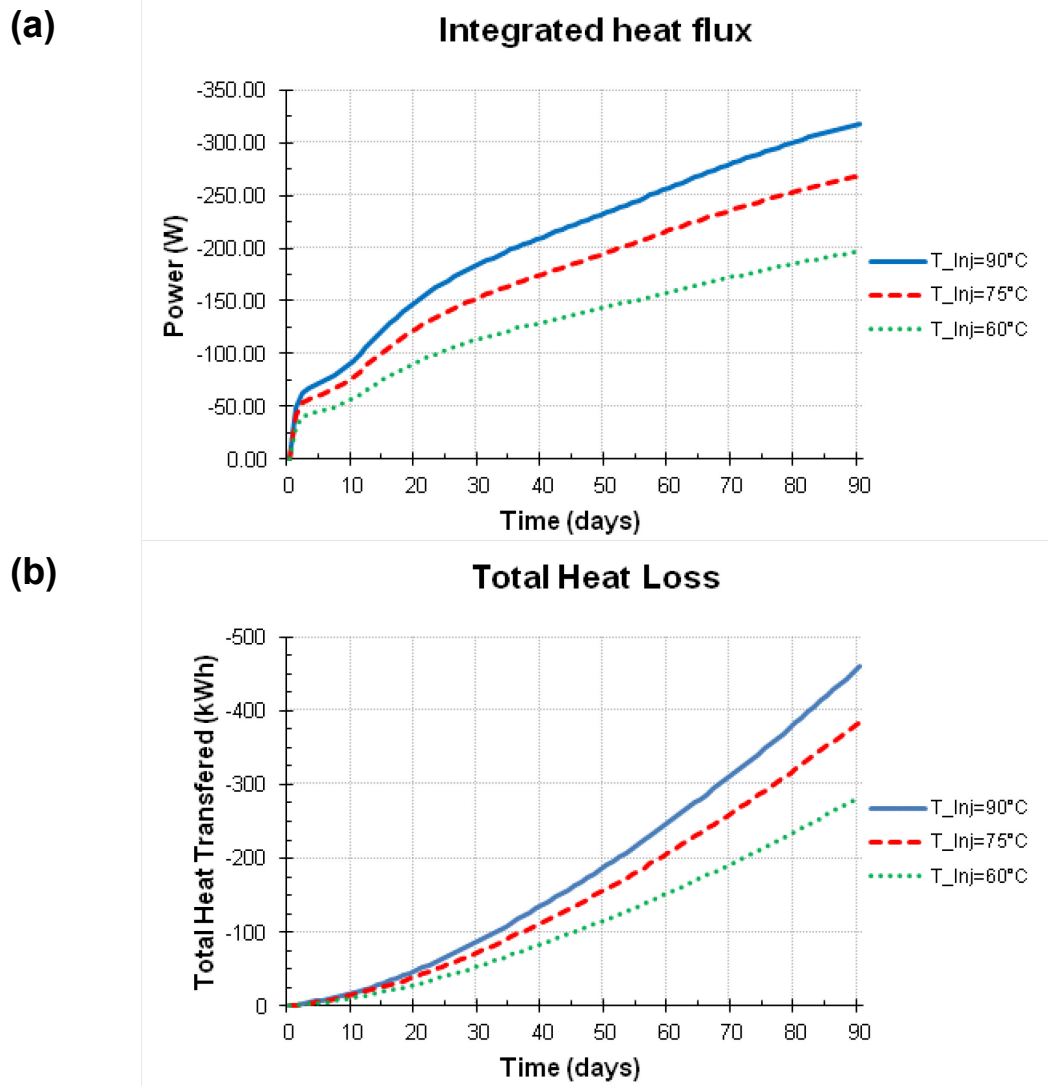 (a)
Integrated heat flux
-350.00
-300.00
-250.00
-200.00
-150.00
-100.00
-50.00
0.00
Power (W)
0 10 20 30 40 50 60 70 80 90
Time (days)
T_Inj=90°C
T_Inj=75°C
T_Inj=60°C
(b)
Total Heat Loss
-500
-400
-300
-200
-100
0
Total Heat Transfered (kWh)
0 10 20 30 40 50 60 70 80 90
Time (days)
T_Inj=90°C
T_Inj=75°C
T_Inj=60°C